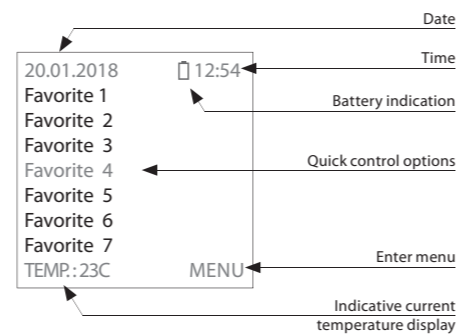 Date
Time
20.01.2018 12:54
Favorite 1
Battery indication
Favorite 2
Favorite 3
Quick control options
Favorite 4
Favorite 5
Favorite 6
Favorite 7
Enter menu
TEMP.: 23C MENU
Indicative current
temperature display